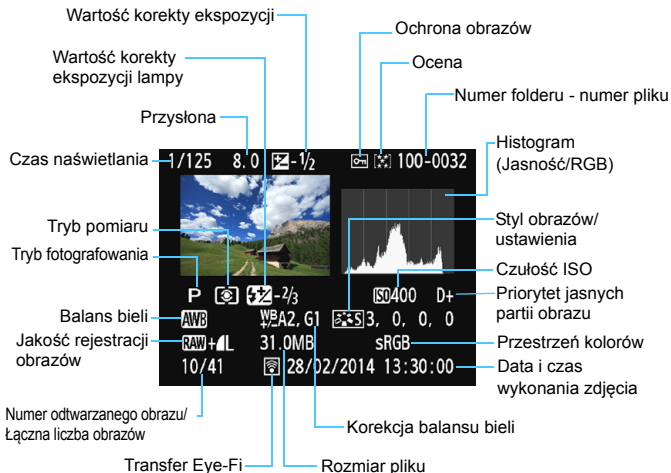 Wartość korekty ekspozycji
Ochrona obrazów
Wartość korekty
ekspozycji lampy
Ocena
Numer folderu - numer pliku
Przysłona
Czas naświetlania
1/125 8.0 -1/2 100-0032
Histogram
(Jasność/RGB)
Tryb pomiaru
Styl obrazów/
ustawienia
Tryb fotografowania
Czułość ISO
P -2/3 ISO400 D+
Priorytet jasnych
partii obrazu
Balans bieli
AWB WB+/-A2, G1 S3, 0, 0, 0
Jakość rejestracji
obrazów
RAW+L 31.0MB sRGB
Przestrzeń kolorów
10/41 28/02/2014 13:30:00
Data i czas
wykonania zdjęcia
Numer odtwarzanego obrazu/
Łączna liczba obrazów
Korekcja balansu bieli
Transfer Eye-Fi
Rozmiar pliku